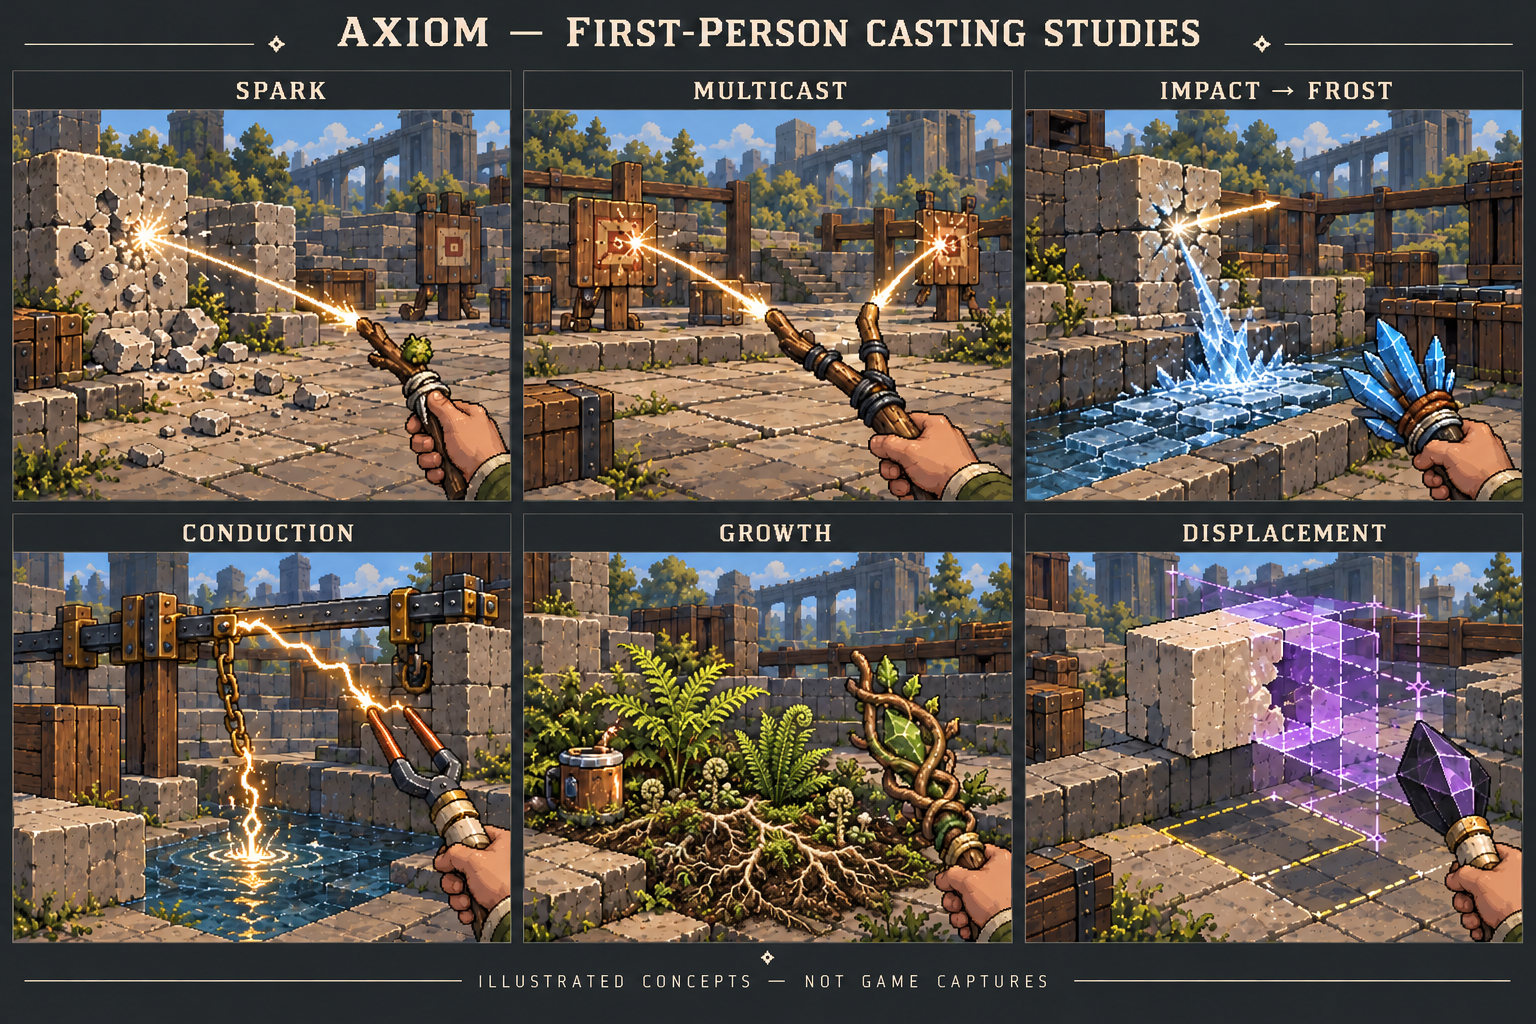 AXIOM — FIRST-PERSON CASTING STUDIES
SPARK
MULTICAST
IMPACT → FROST
CONDUCTION
GROWTH
DISPLACEMENT
ILLUSTRATED CONCEPTS — NOT GAME CAPTURES